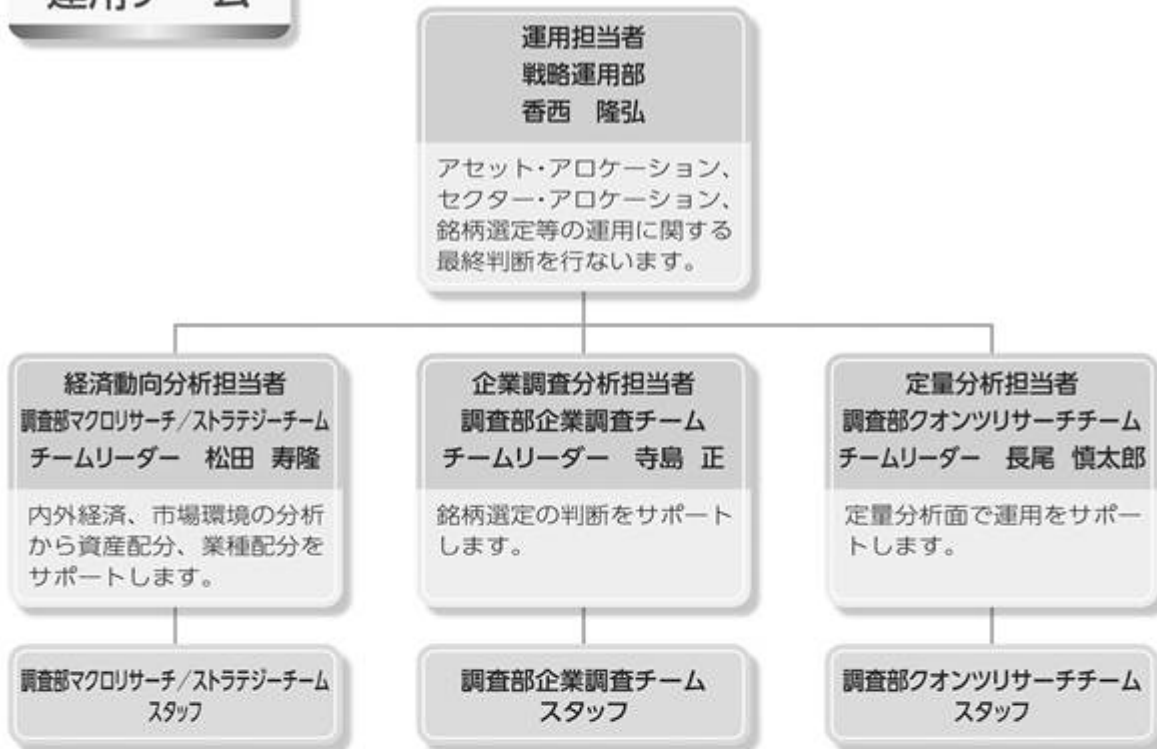 運用チーム
運用担当者
戦略運用部
香西 隆弘
アセット・アロケーション、
セクター・アロケーション、
銘柄選定等の運用に関する
最終判断を行ないます。
経済動向分析担当者
調査部マクロリサーチ/ストラテジーチーム
チームリーダー 松田 寿隆
内外経済、市場環境の分析
から資産配分、業種配分を
サポートします。
企業調査分析担当者
調査部企業調査チーム
チームリーダー 寺島 正
銘柄選定の判断をサポート
します。
定量分析担当者
調査部クオンツリサーチチーム
チームリーダー 長尾 慎太郎
定量分析面で運用をサポー
トします。
調査部マクロリサーチ/ストラテジーチーム
スタッフ
調査部企業調査チーム
スタッフ
調査部クオンツリサーチチーム
スタッフ